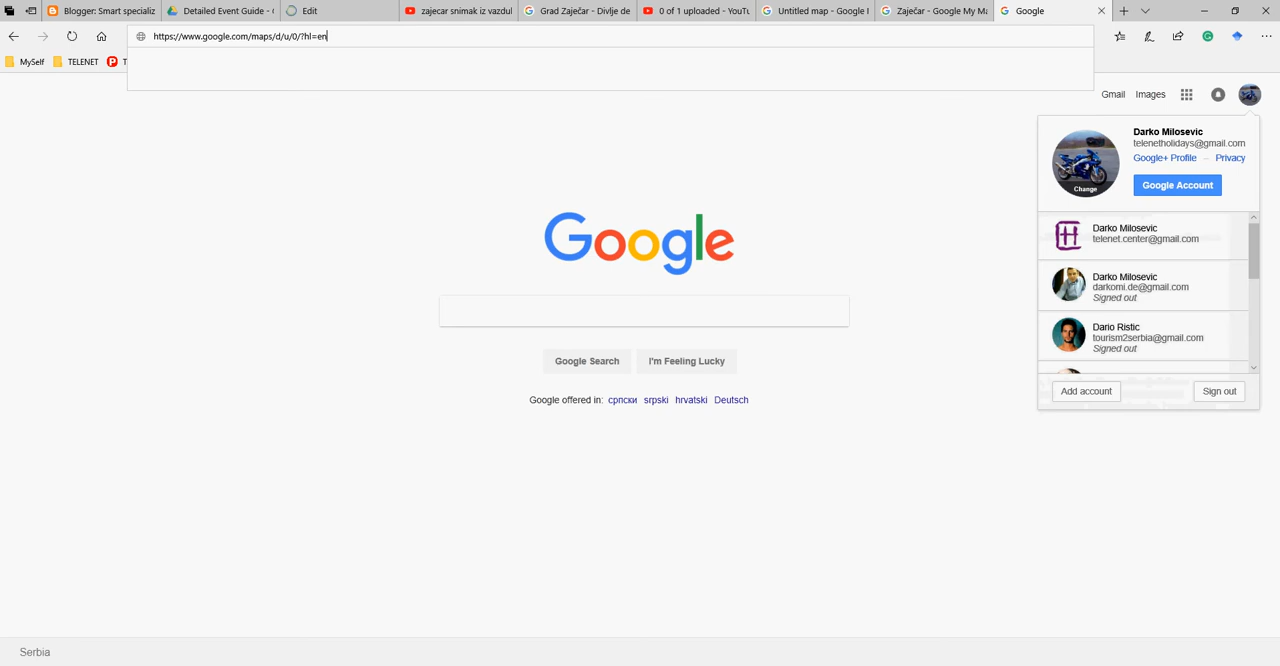 Blogger: Smart specializ
Detailed Event Guide - G
Edit
zajecar snimak iz vazdul
Grad Zaječar - Divlje de
0 of 1 uploaded - YouTu
Untitled map - Google M
Zaječar - Google My Ma
Google
https://www.google.com/maps/d/u/0/?hl=en
MySelf
TELENET
Gmail Images
Darko Milosevic
telenetholidays@gmail.com
Google+ Profile – Privacy
Change
Google Account
Darko Milosevic
telenet.center@gmail.com
Google
Darko Milosevic
darkomi.de@gmail.com
Signed out
Dario Ristic
tourism2serbia@gmail.com
Signed out
Google Search I'm Feeling Lucky
Add account Sign out
Google offered in: српски srpski hrvatski Deutsch
Serbia